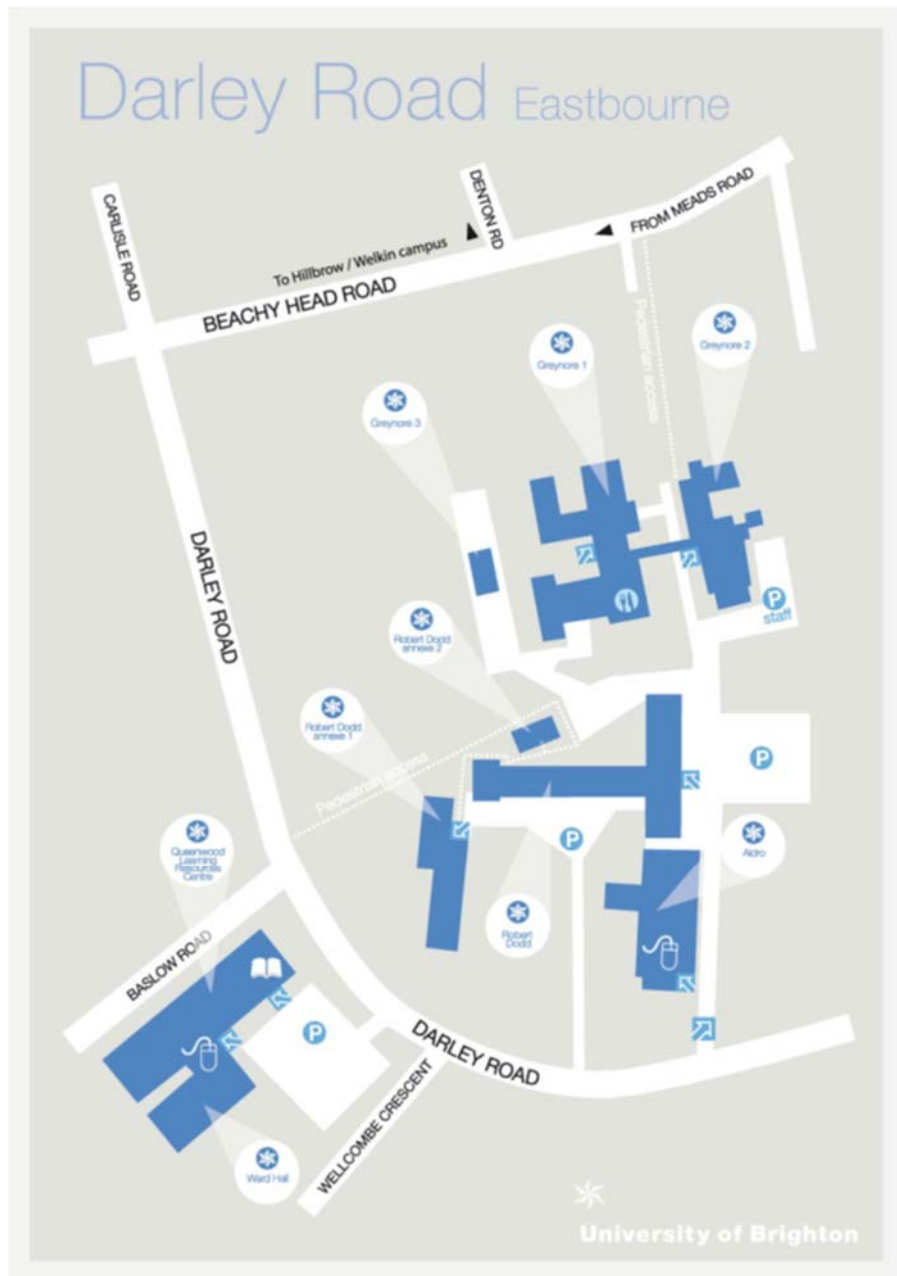 Darley Road Eastbourne
CARLISLE ROAD
DENTON RD
FROM MEADS ROAD
To Hillbrow / Welkin campus
BEACHY HEAD ROAD
Pedestrian access
Greynore 1
Greynore 2
Greynore 3
DARLEY ROAD
P
staff
Robert Dodd
annexe 2
Robert Dodd
annexe 1
Pedestrian access
P
P
Queenwood
Learning
Resources
Centre
Aldro
Robert
Dodd
BASLOW ROAD
P
DARLEY ROAD
WELLCOMBE CRESCENT
Ward Hall
University of Brighton